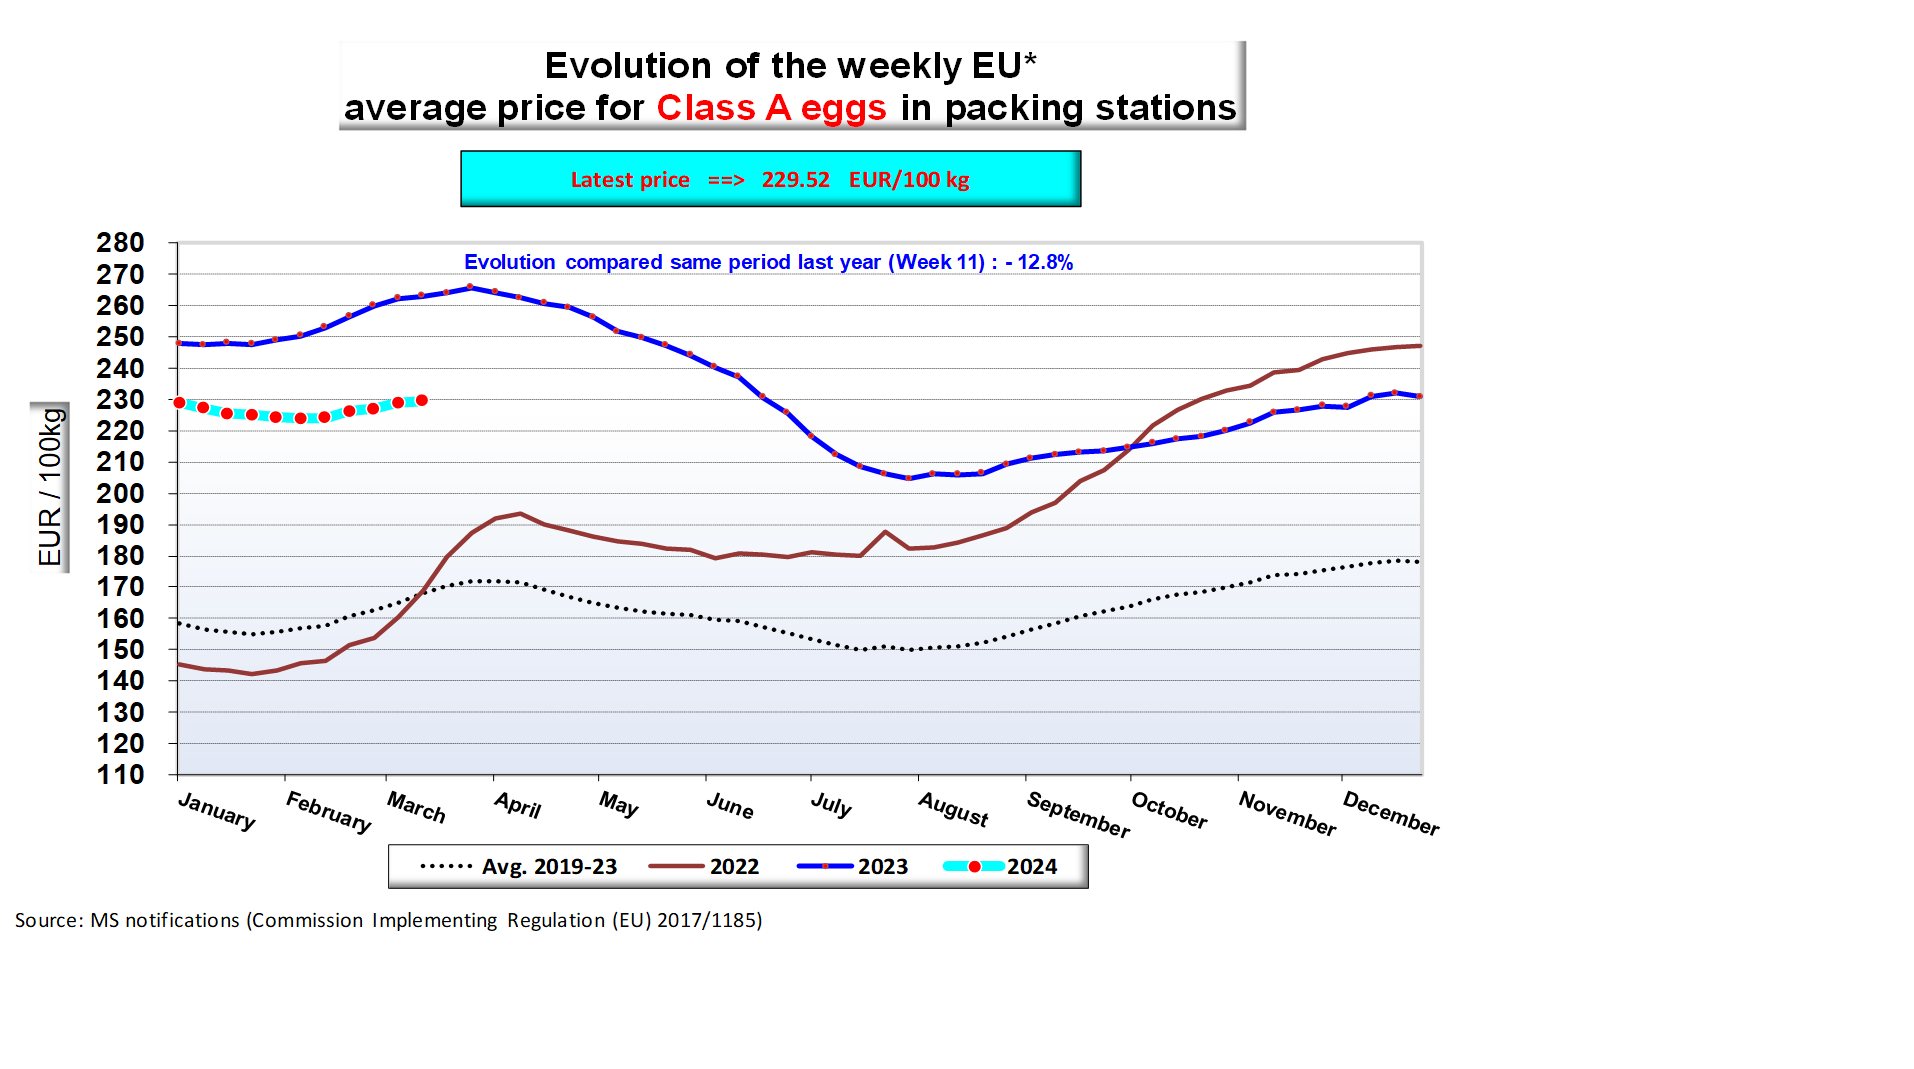 Evolution of the weekly EU*
average price for Class A eggs in packing stations
Latest price ==> 229.52 EUR/100 kg
Evolution compared same period last year (Week 11) : - 12.8%
EUR / 100kg
280
270
260
250
240
230
220
210
200
190
180
170
160
150
140
130
120
110
January February March April May June July August September October November December
Avg. 2019-23 2022 2023 2024
Source: MS notifications (Commission Implementing Regulation (EU) 2017/1185)